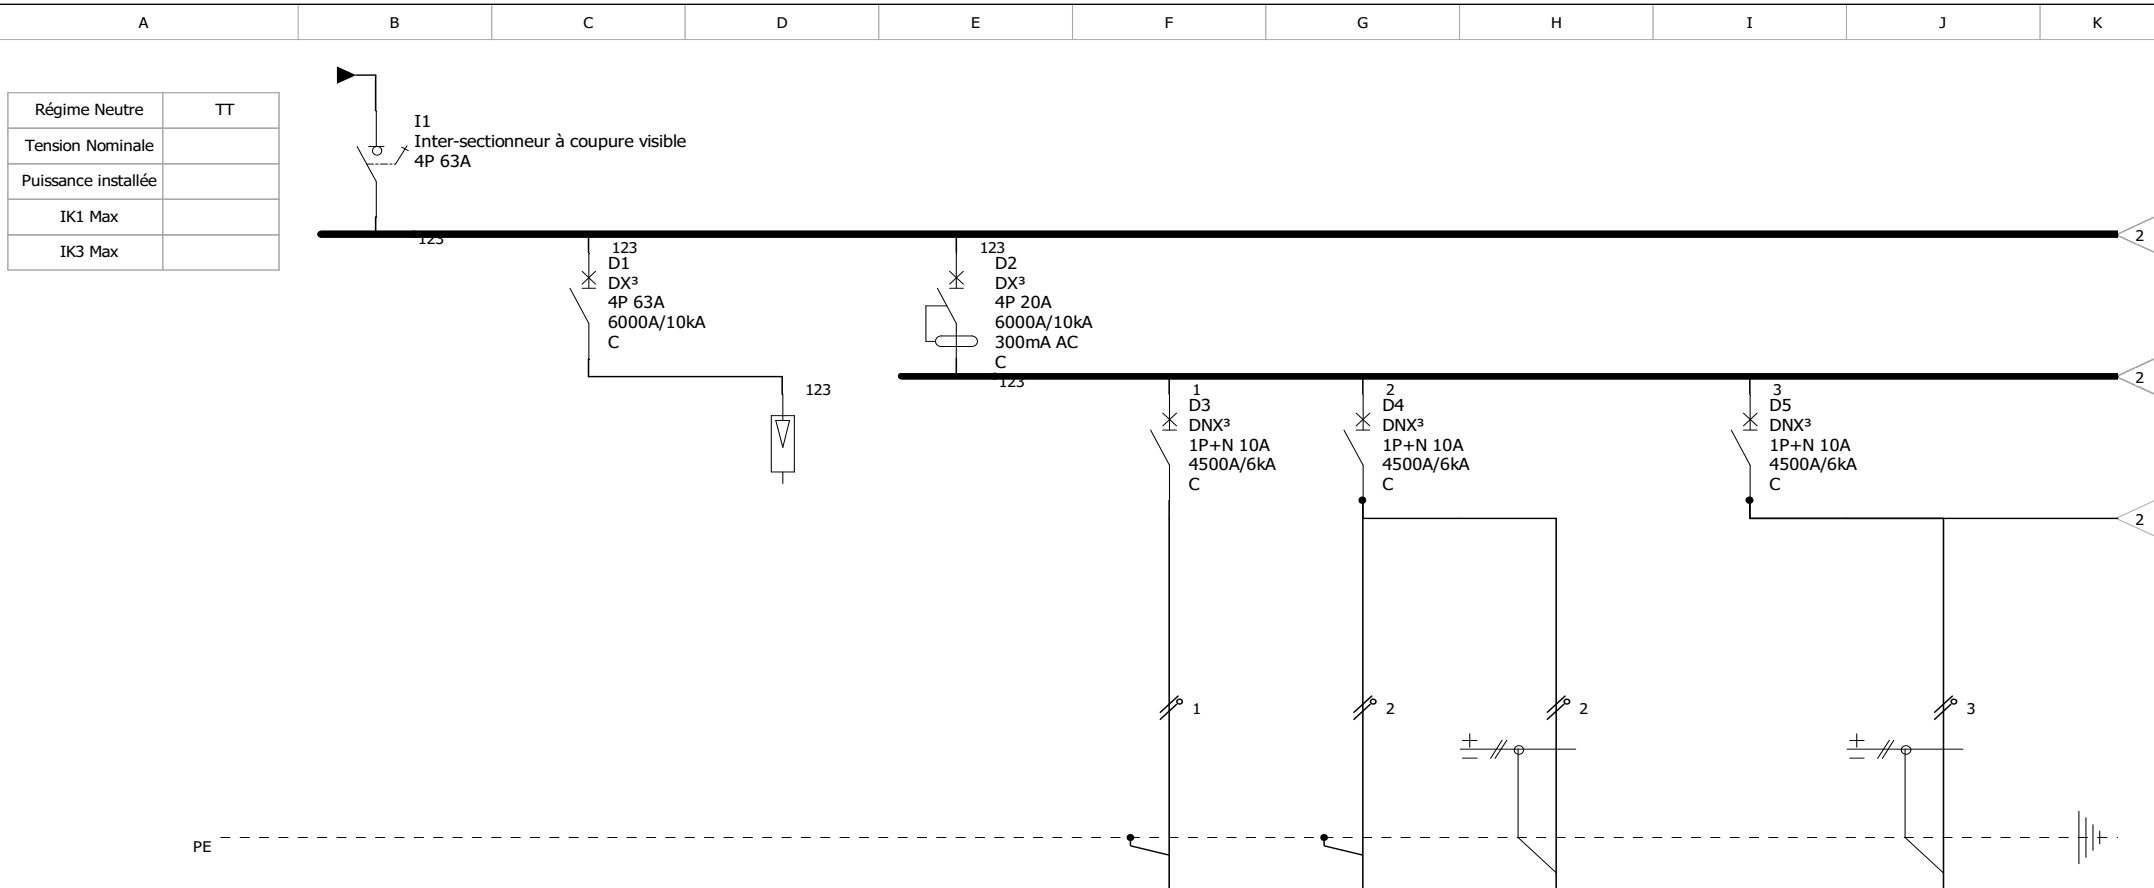 A B C D E F G H I J K
Régime Neutre TT
Tension Nominale
Puissance installée
IK1 Max
IK3 Max
I1
Inter-sectionneur à coupure visible
4P 63A
123
2
123
D1
DX³
4P 63A
6000A/10kA
C
123
123
D2
DX³
4P 20A
6000A/10kA
300mA AC
C
123
2
1
D3
DNX³
1P+N 10A
4500A/6kA
C
2
D4
DNX³
1P+N 10A
4500A/6kA
C
3
D5
DNX³
1P+N 10A
4500A/6kA
C
2
1
2
2
3
+
−
+
−
PE